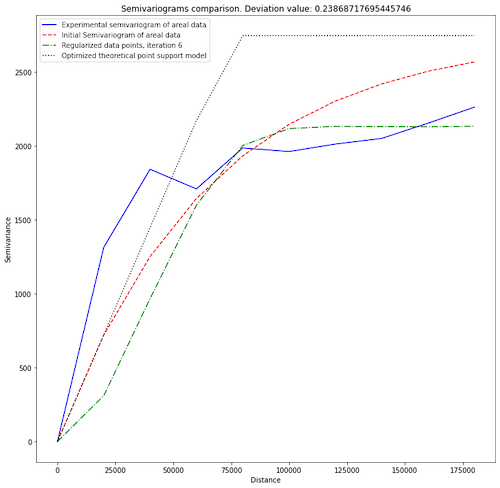 Semivariograms comparison. Deviation value: 0.23868717695445746
Experimental semivariogram of areal data
Initial Semivariogram of areal data
Regularized data points, iteration 6
Optimized theoretical point support model
2500
2000
1500
1000
500
0
Semivariance
0 25000 50000 75000 100000 125000 150000 175000
Distance